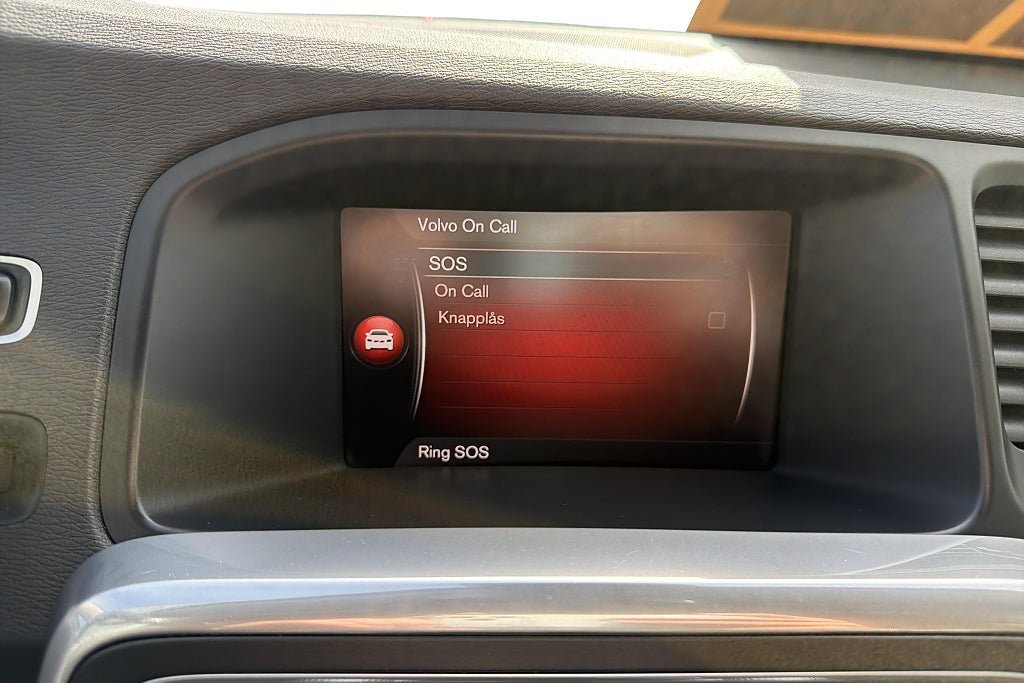 Volvo On Call
SOS
On Call
Knapplås
Ring SOS